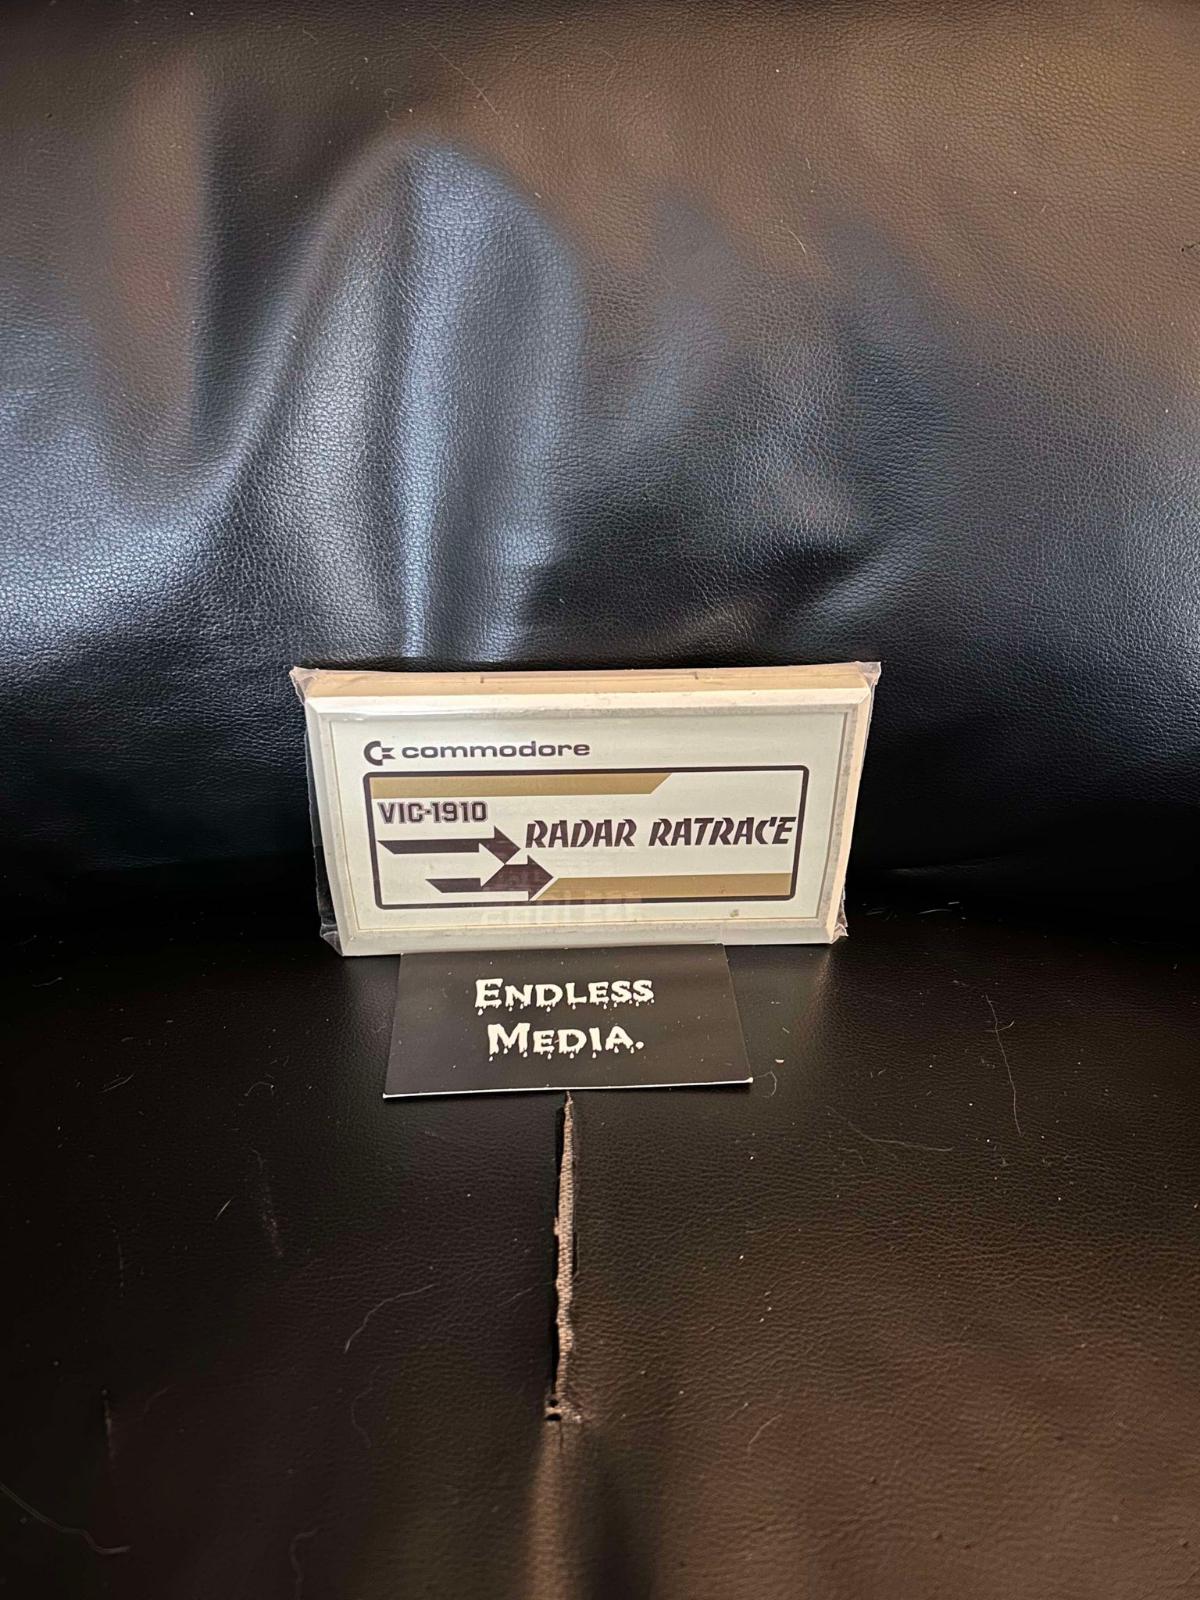 commodore
VIC-1910
RADAR RATRACE
ENDLESS
MEDIA.